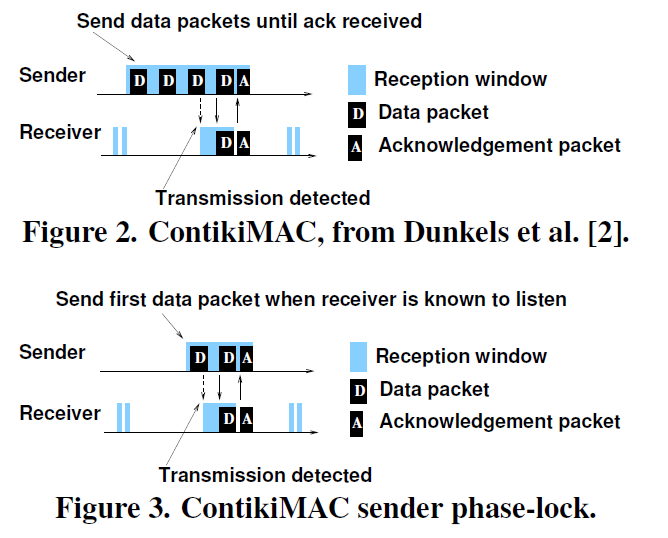 Send data packets until ack received
Sender
D D D D A
Reception window
D Data packet
Receiver
D A
A Acknowledgement packet
Transmission detected
Figure 2. ContikiMAC, from Dunkels et al. [2].
Send first data packet when receiver is known to listen
Sender
D D A
Reception window
D Data packet
Receiver
D A
A Acknowledgement packet
Transmission detected
Figure 3. ContikiMAC sender phase-lock.